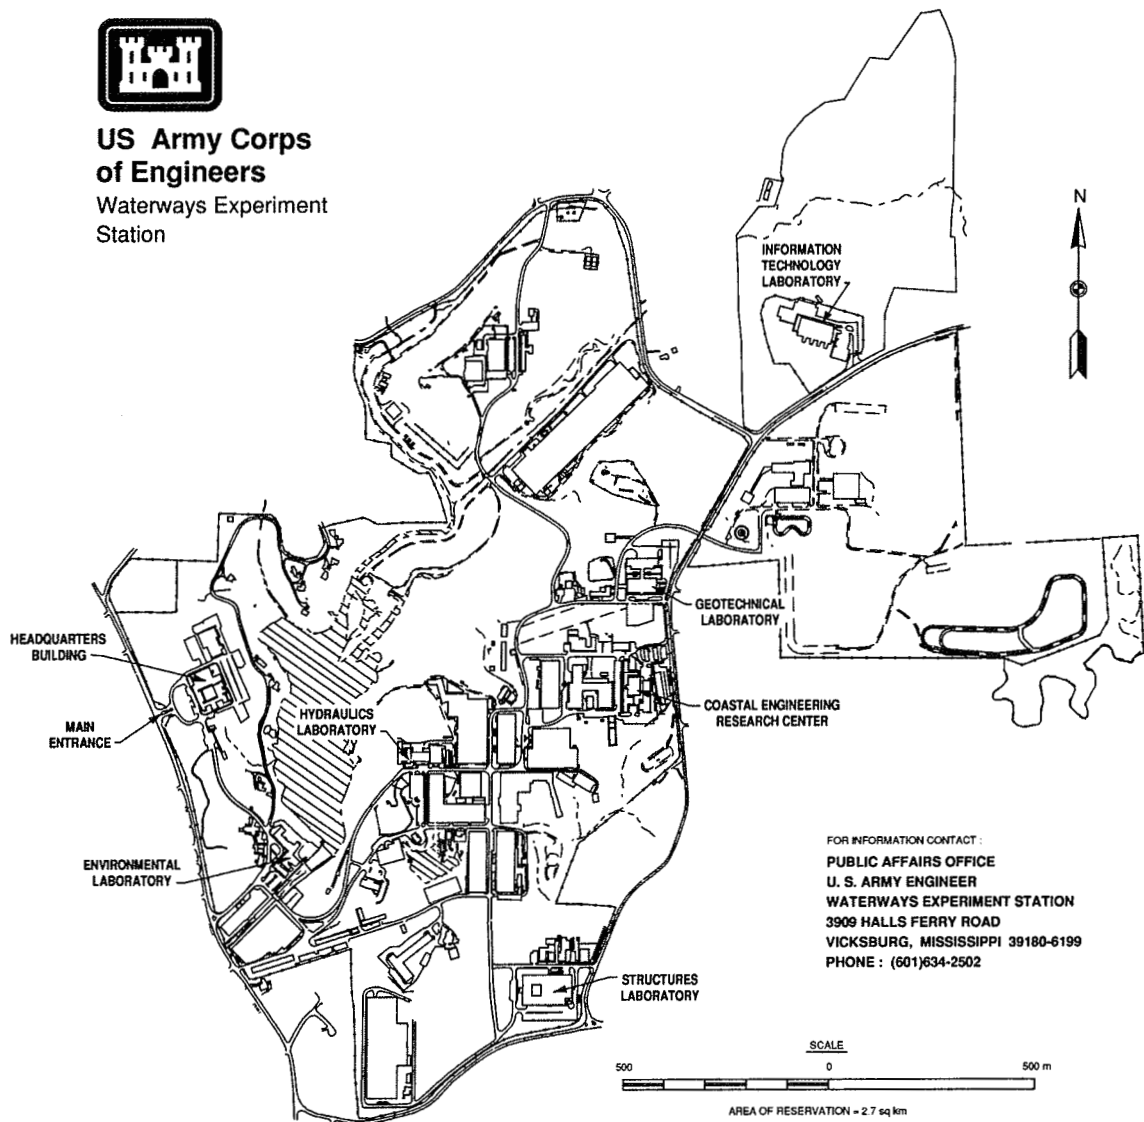 US Army Corps
of Engineers
Waterways Experiment
Station
N
INFORMATION
TECHNOLOGY
LABORATORY
GEOTECHNICAL
LABORATORY
HEADQUARTERS
BUILDING
MAIN
ENTRANCE
HYDRAULICS
LABORATORY
COASTAL ENGINEERING
RESEARCH CENTER
ENVIRONMENTAL
LABORATORY
STRUCTURES
LABORATORY
FOR INFORMATION CONTACT :
PUBLIC AFFAIRS OFFICE
U. S. ARMY ENGINEER
WATERWAYS EXPERIMENT STATION
3909 HALLS FERRY ROAD
VICKSBURG, MISSISSIPPI 39180-6199
PHONE : (601)634-2502
SCALE
500 0 500 m
AREA OF RESERVATION = 2.7 sq km